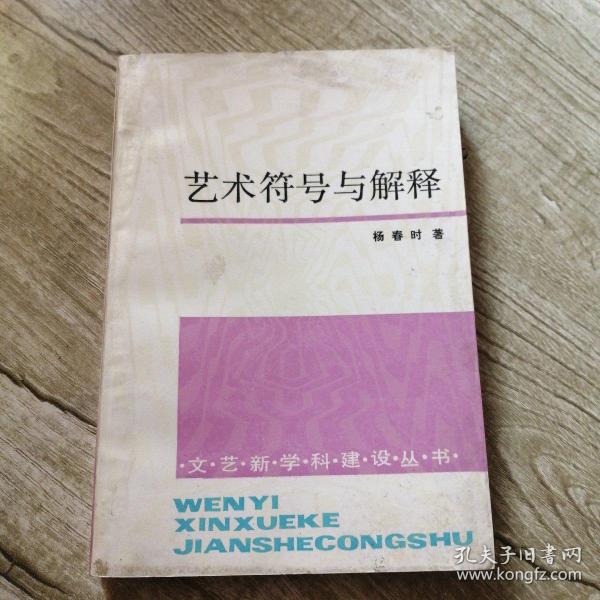 艺术符号与解释
杨春时 著
·文·艺·新·学·科·建·设·丛·书·
WENYI
XINXUEKE
JIANSHECONGSHU
孔夫子旧書网
www.kongfz.com